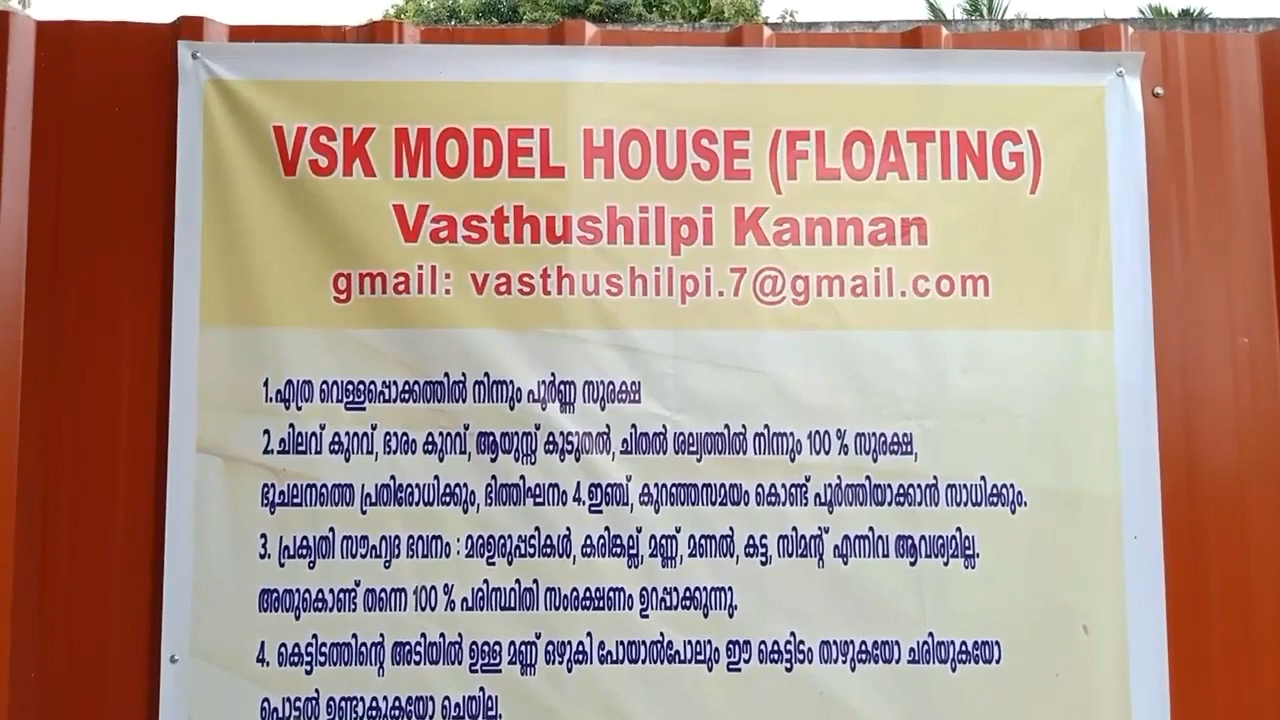 VSK MODEL HOUSE (FLOATING)
Vasthushilpi Kannan
gmail: vasthushilpi.7@gmail.com
1.എത്ര വെള്ളപ്പൊക്കത്തിൽ നിന്നും പൂർണ്ണ സുരക്ഷ
2.ചിലവ് കുറവ്, ഭാരം കുറവ്, ആയുസ്സ് കൂടുതൽ, ചിതൽ ശല്യത്തിൽ നിന്നും 100 % സുരക്ഷ,
ഭൂചലനത്തെ പ്രതിരോധിക്കും, ഭിത്തിഘനം 4.ഇഞ്ച്, കുറഞ്ഞസമയം കൊണ്ട് പൂർത്തിയാക്കാൻ സാധിക്കും.
3. പ്രകൃതി സൗഹൃദ ഭവനം : മരഉരുപ്പടികൾ, കരിങ്കല്ല്, മണ്ണ്, മണൽ, കട്ട, സിമന്റ് എന്നിവ ആവശ്യമില്ല.
അതുകൊണ്ട് തന്നെ 100 % പരിസ്ഥിതി സംരക്ഷണം ഉറപ്പാക്കുന്നു.
4. കെട്ടിടത്തിന്റെ അടിയിൽ ഉള്ള മണ്ണ് ഒഴുകി പോയാൽപോലും ഈ കെട്ടിടം താഴുകയോ ചരിയുകയോ
പൊട്ടൽ ഉണ്ടാകുകയോ ചെയ്യില്ല.